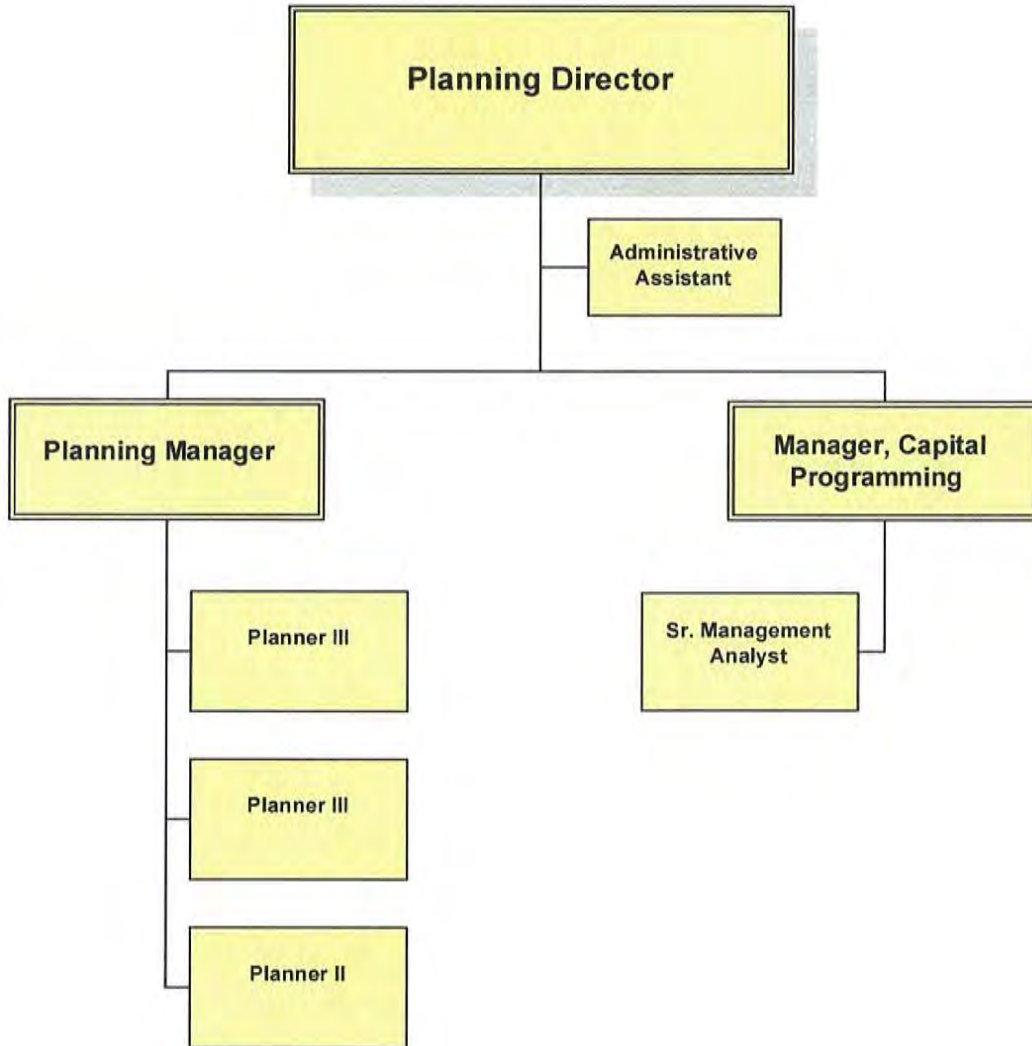 Planning Director
Administrative
Assistant
Planning Manager
Manager, Capital
Programming
Planner III
Sr. Management
Analyst
Planner III
Planner II